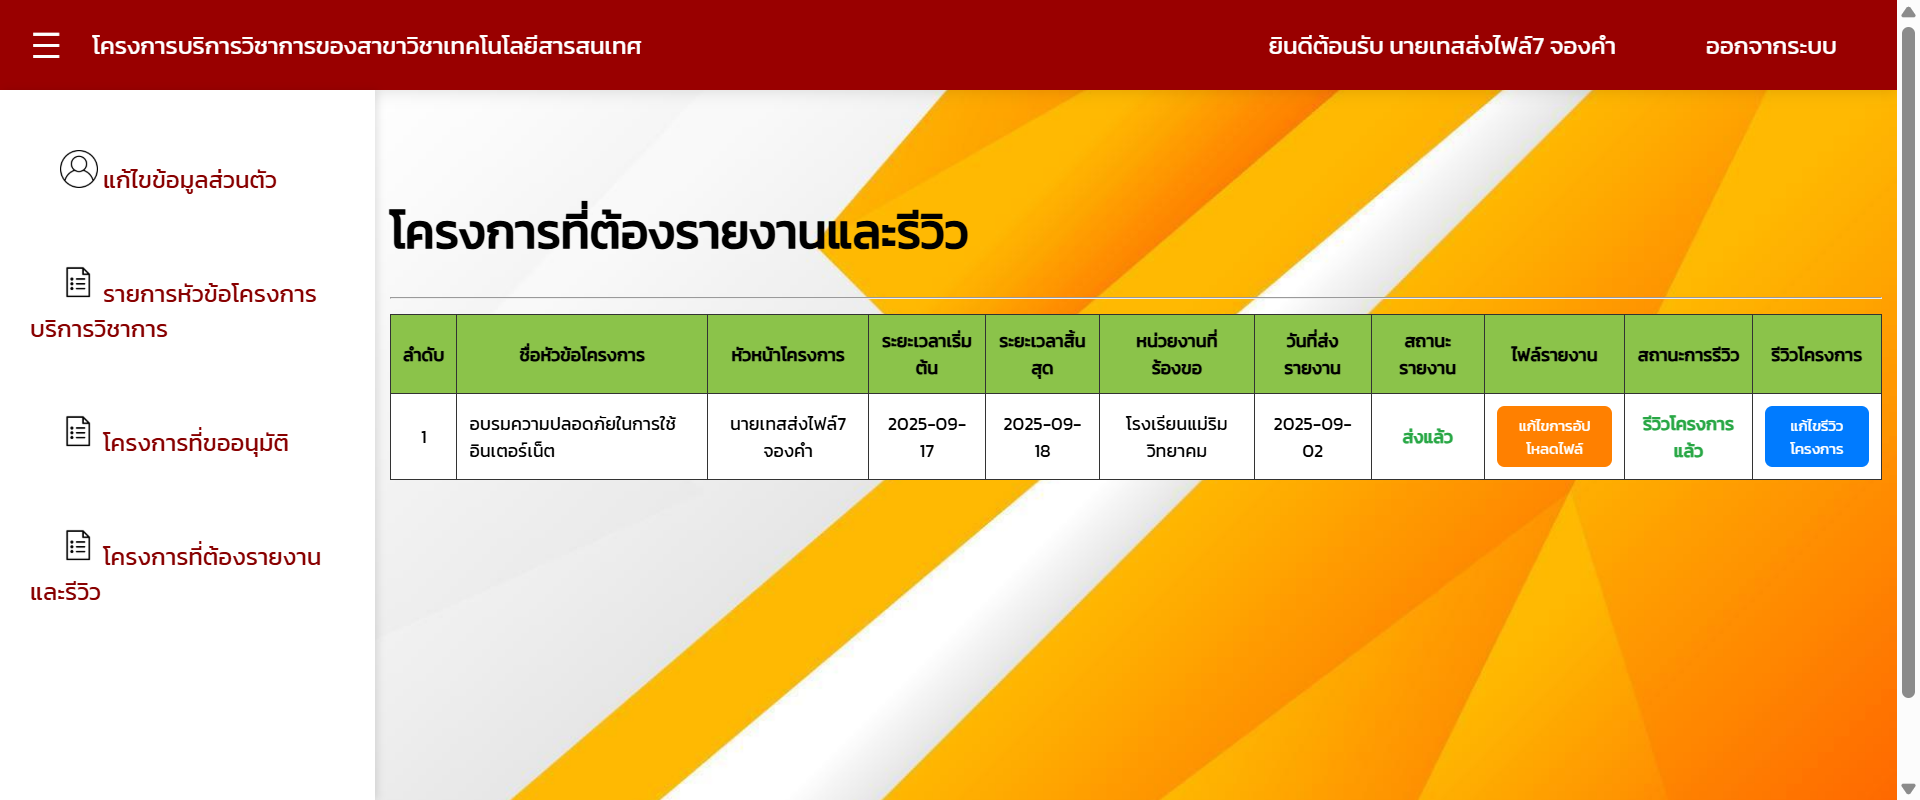 ☰ โครงการบริการวิชาการของสาขาวิชาเทคโนโลยีสารสนเทศ ยินดีต้อนรับ นายเทสส่งไฟล์7 จองคำ ออกจากระบบ
แก้ไขข้อมูลส่วนตัว
รายการหัวข้อโครงการ
บริการวิชาการ
โครงการที่ขออนุมัติ
โครงการที่ต้องรายงาน
และรีวิว
โครงการที่ต้องรายงานและรีวิว
ลำดับ
ชื่อหัวข้อโครงการ
หัวหน้าโครงการ
ระยะเวลาเริ่ม
ต้น
ระยะเวลาสิ้น
สุด
หน่วยงานที่
ร้องขอ
วันที่ส่ง
รายงาน
สถานะ
รายงาน
ไฟล์รายงาน
สถานะการรีวิว
รีวิวโครงการ
1
อบรมความปลอดภัยในการใช้
อินเตอร์เน็ต
นายเทสส่งไฟล์7
จองคำ
2025-09-
17
2025-09-
18
โรงเรียนแม่ริม
วิทยาคม
2025-09-
02
ส่งแล้ว
แก้ไขการอัป
โหลดไฟล์
รีวิวโครงการ
แล้ว
แก้ไขรีวิว
โครงการ